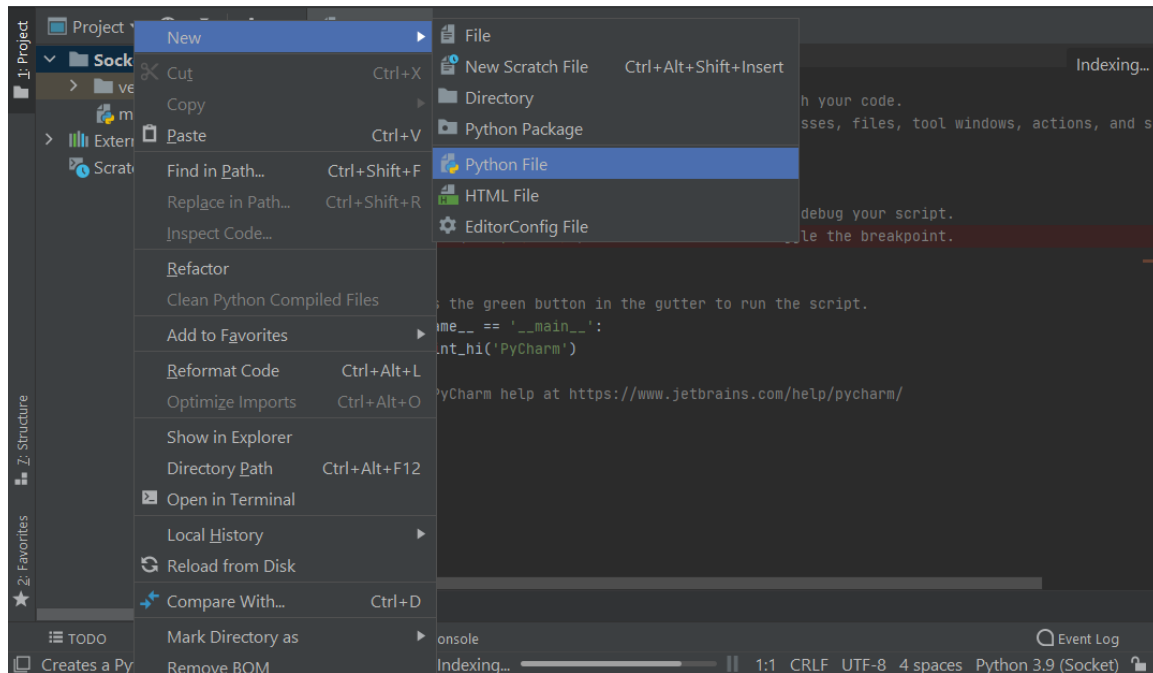 1: Project
Project
Sock
ve
m
Extern
Scrat
New
Cut Ctrl+X
Copy
Paste Ctrl+V
Find in Path... Ctrl+Shift+F
Replace in Path... Ctrl+Shift+R
Inspect Code...
Refactor
Clean Python Compiled Files
Add to Favorites
Reformat Code Ctrl+Alt+L
Optimize Imports Ctrl+Alt+O
Show in Explorer
Directory Path Ctrl+Alt+F12
Open in Terminal
Local History
Reload from Disk
Compare With... Ctrl+D
Mark Directory as
Remove BOM
File
New Scratch File Ctrl+Alt+Shift+Insert
Directory
Python Package
Python File
HTML File
EditorConfig File
Indexing...
h your code.
sses, files, tool windows, actions, and s
debug your script.
gle the breakpoint.
s the green button in the gutter to run the script.
ame__ == '__main__':
int_hi('PyCharm')
PyCharm help at https://www.jetbrains.com/help/pycharm/
Z: Structure
2: Favorites
TODO
onsole
Event Log
Creates a Py
Indexing...
1:1 CRLF UTF-8 4 spaces Python 3.9 (Socket)